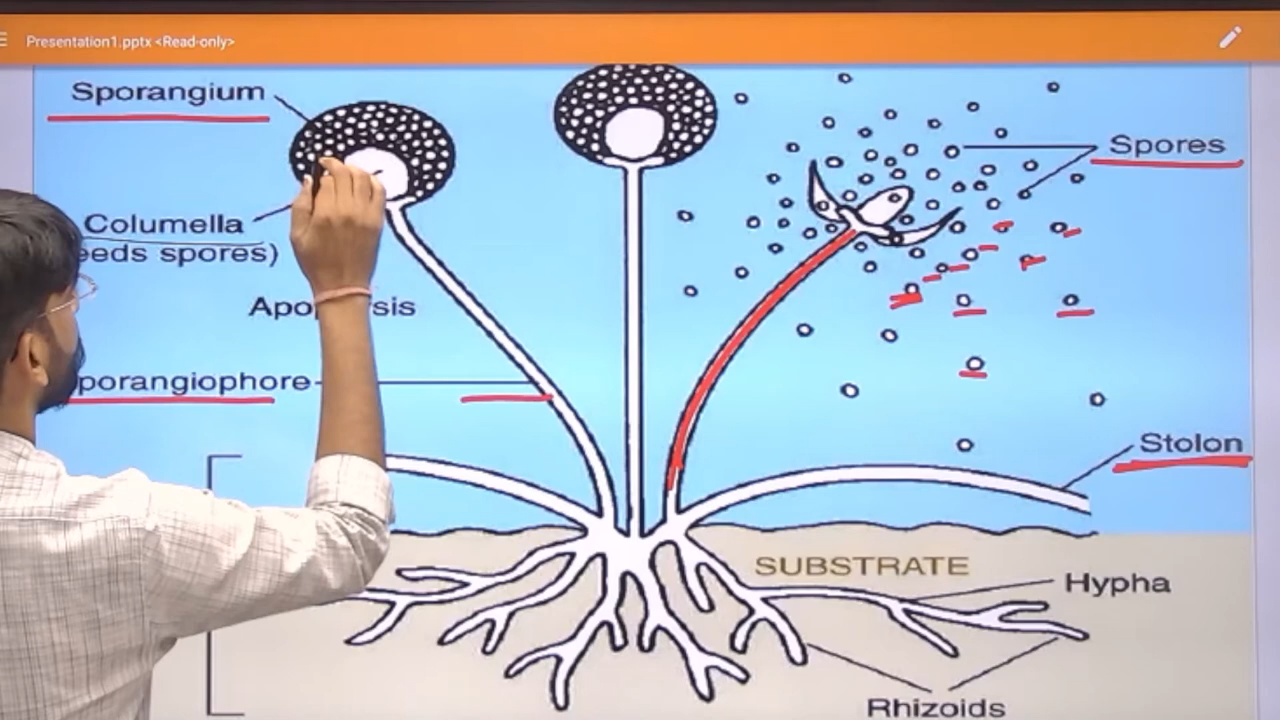 Presentation1.pptx <Read-only>
Sporangium
Spores
Columella
eeds spores)
porangiophore
Stolon
SUBSTRATE
Hypha
Rhizoids